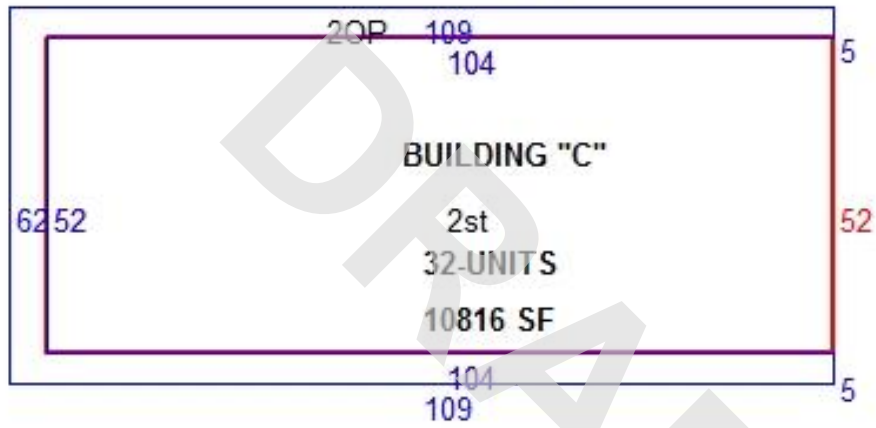 2OP 109
5
104
BUILDING "C"
62 52
2st
52
32-UNITS
10816 SF
104
5
109
DRAFT